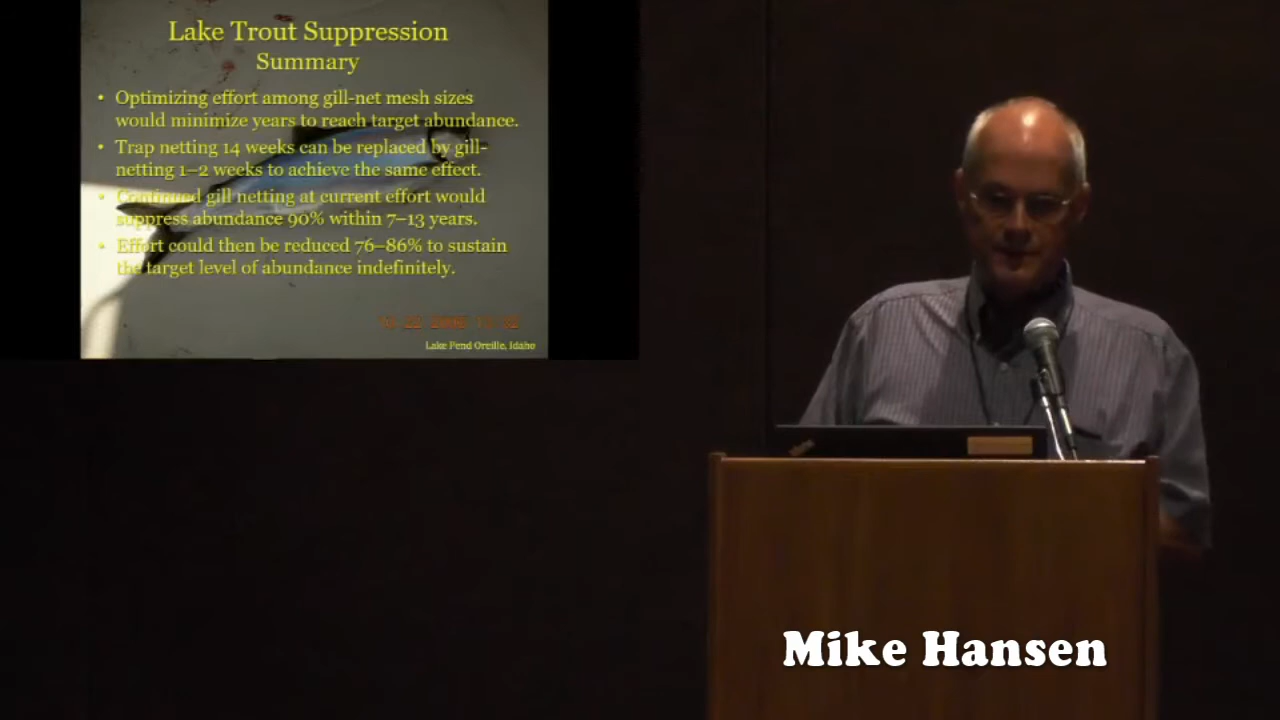 Lake Trout Suppression
Summary
• Optimizing effort among gill-net mesh sizes
would minimize years to reach target abundance.
• Trap netting 14 weeks can be replaced by gill-
netting 1–2 weeks to achieve the same effect.
• Continued gill netting at current effort would
suppress abundance 90% within 7–13 years.
• Effort could then be reduced 76–86% to sustain
the target level of abundance indefinitely.
Lake Pend Oreille, Idaho
Mike Hansen